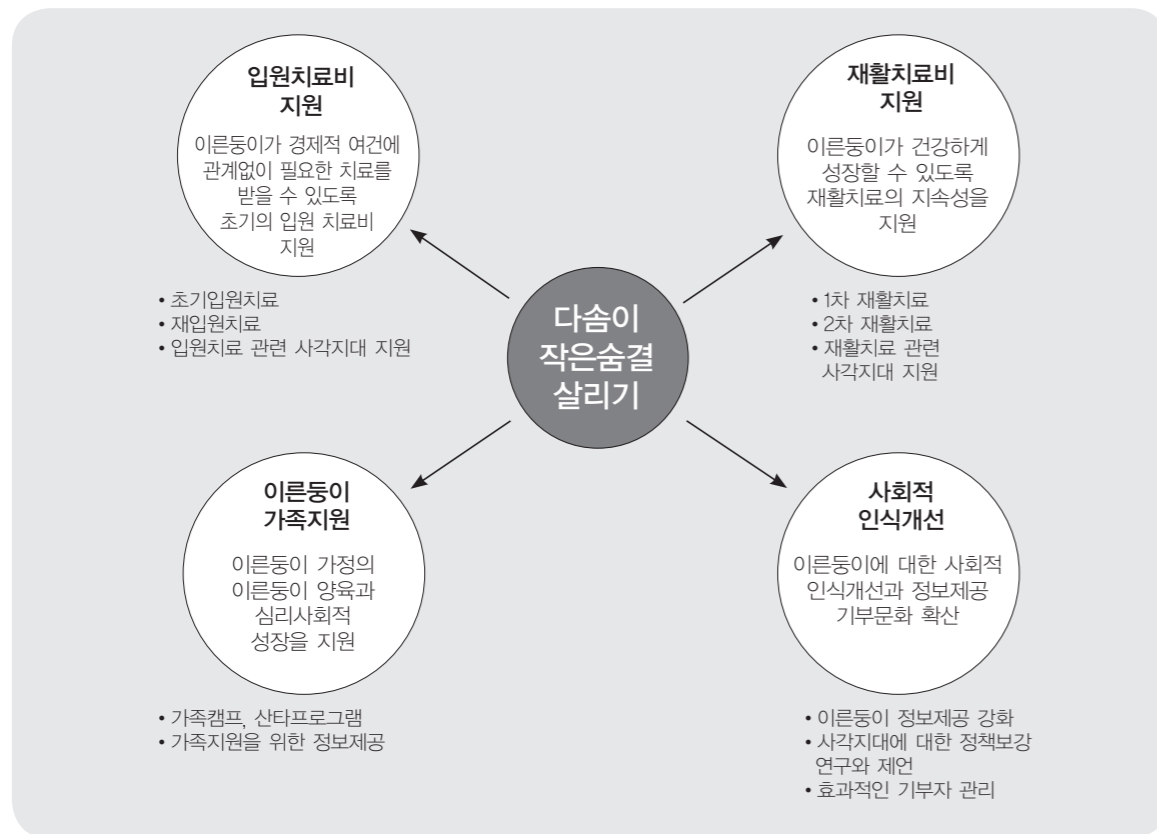 입원치료비
지원
이른둥이가 경제적 여건에
관계없이 필요한 치료를
받을 수 있도록
초기의 입원 치료비
지원
• 초기입원치료
• 재입원치료
• 입원치료 관련 사각지대 지원
재활치료비
지원
이른둥이가 건강하게
성장할 수 있도록
재활치료의 지속성을
지원
• 1차 재활치료
• 2차 재활치료
• 재활치료 관련
사각지대 지원
다솜이
작은숨결
살리기
이른둥이
가족지원
이른둥이 가정의
이른둥이 양육과
심리사회적
성장을 지원
• 가족캠프, 산타프로그램
• 가족지원을 위한 정보제공
사회적
인식개선
이른둥이에 대한 사회적
인식개선과 정보제공
기부문화 확산
• 이른둥이 정보제공 강화
• 사각지대에 대한 정책보강
연구와 제언
• 효과적인 기부자 관리